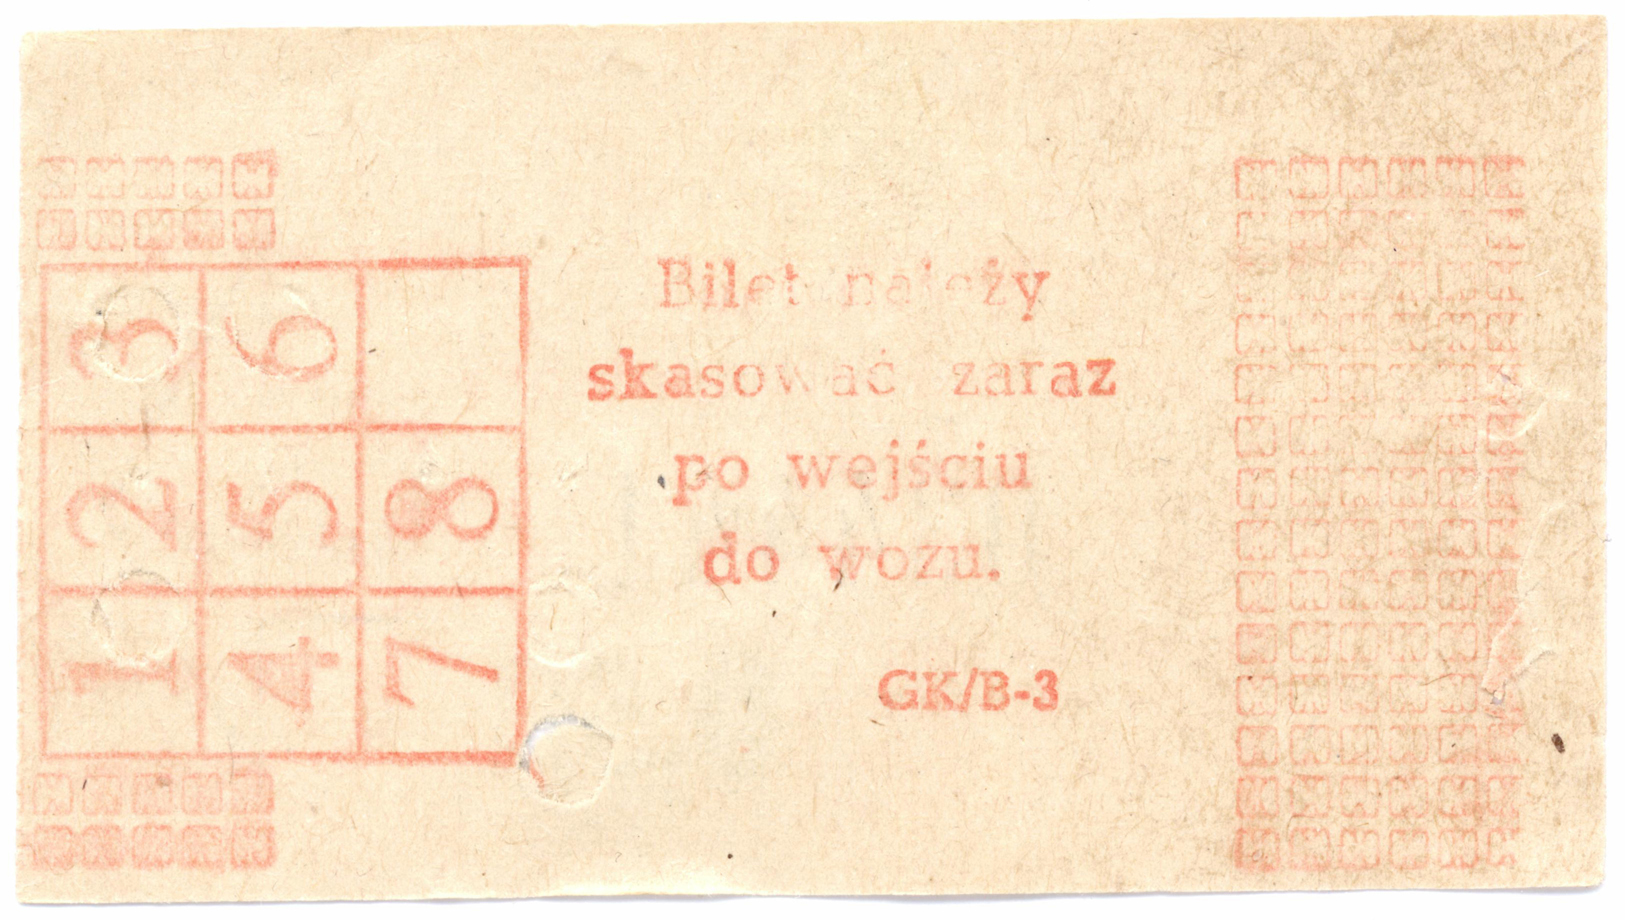 3 6
2 5 8
1 4 7
Bilet należy
skasować zaraz
po wejściu
do wozu.
GK/B-3